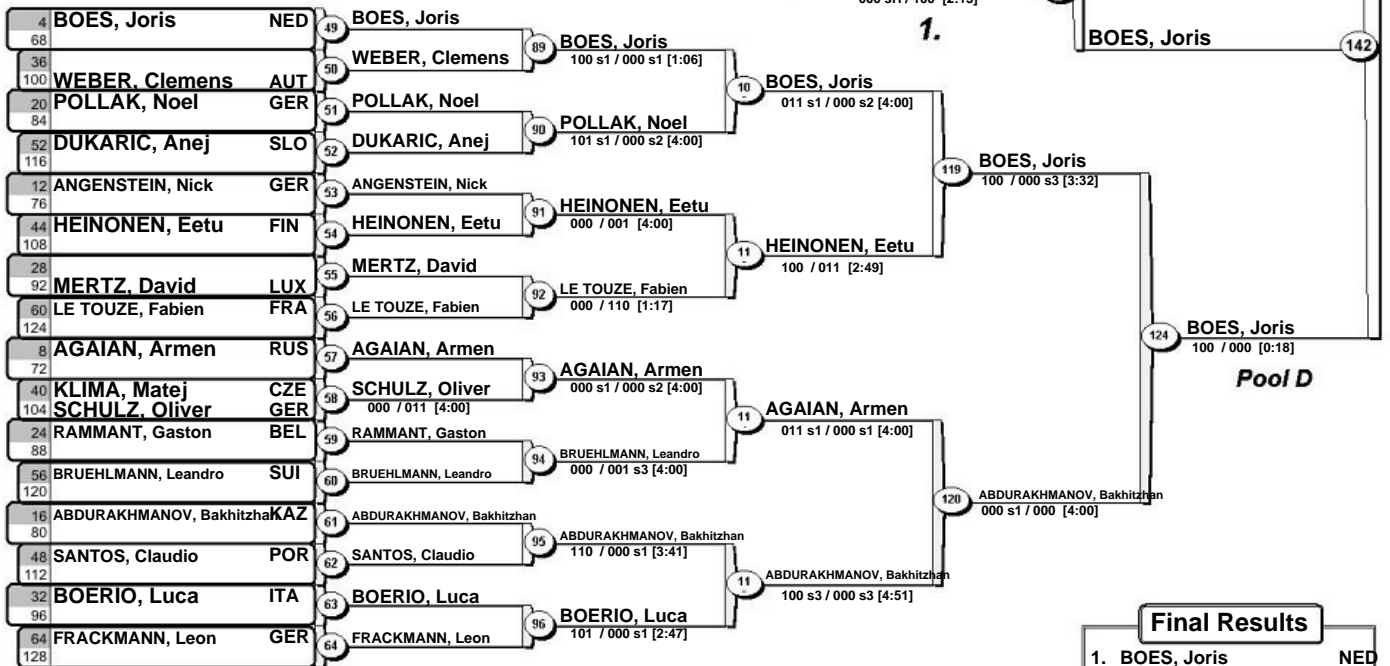 1.
BOES, Joris
142
4 BOES, Joris NED
68
36
100 WEBER, Clemens AUT
20 POLLAK, Noel GER
84
52 DUKARIC, Anej SLO
116
12 ANGENSTEIN, Nick GER
76
44 HEINONEN, Eetu FIN
108
28
92 MERTZ, David LUX
60 LE TOUZE, Fabien FRA
124
8 AGAIAN, Armen RUS
72
40 KLIMA, Matej CZE
104 SCHULZ, Oliver GER
24 RAMMANT, Gaston BEL
88
56 BRUEHLMANN, Leandro SUI
120
16 ABDURAKHMANOV, Bakhitzhan KAZ
80
48 SANTOS, Claudio POR
112
32 BOERIO, Luca ITA
96
64 FRACKMANN, Leon GER
128
49 BOES, Joris
50 WEBER, Clemens
51 POLLAK, Noel
52 DUKARIC, Anej
53 ANGENSTEIN, Nick
54 HEINONEN, Eetu
55 MERTZ, David
56 LE TOUZE, Fabien
57 AGAIAN, Armen
58 SCHULZ, Oliver
000 / 011 [4:00]
59 RAMMANT, Gaston
60 BRUEHLMANN, Leandro
61 ABDURAKHMANOV, Bakhitzhan
62 SANTOS, Claudio
63 BOERIO, Luca
64 FRACKMANN, Leon
89 BOES, Joris
100 s1 / 000 s1 [1:06]
90 POLLAK, Noel
101 s1 / 000 s2 [4:00]
91 HEINONEN, Eetu
000 / 001 [4:00]
92 LE TOUZE, Fabien
000 / 110 [1:17]
93 AGAIAN, Armen
000 s1 / 000 s2 [4:00]
94 BRUEHLMANN, Leandro
000 / 001 s3 [4:00]
95 ABDURAKHMANOV, Bakhitzhan
110 / 000 s1 [3:41]
96 BOERIO, Luca
101 / 000 s1 [2:47]
10 BOES, Joris
011 s1 / 000 s2 [4:00]
11 HEINONEN, Eetu
100 / 011 [2:49]
11 AGAIAN, Armen
011 s1 / 000 s1 [4:00]
11 ABDURAKHMANOV, Bakhitzhan
100 s3 / 000 s3 [4:51]
119 BOES, Joris
100 / 000 s3 [3:32]
120 ABDURAKHMANOV, Bakhitzhan
000 s1 / 000 [4:00]
124 BOES, Joris
100 / 000 [0:18]
Pool D
Final Results
1. BOES, Joris NED